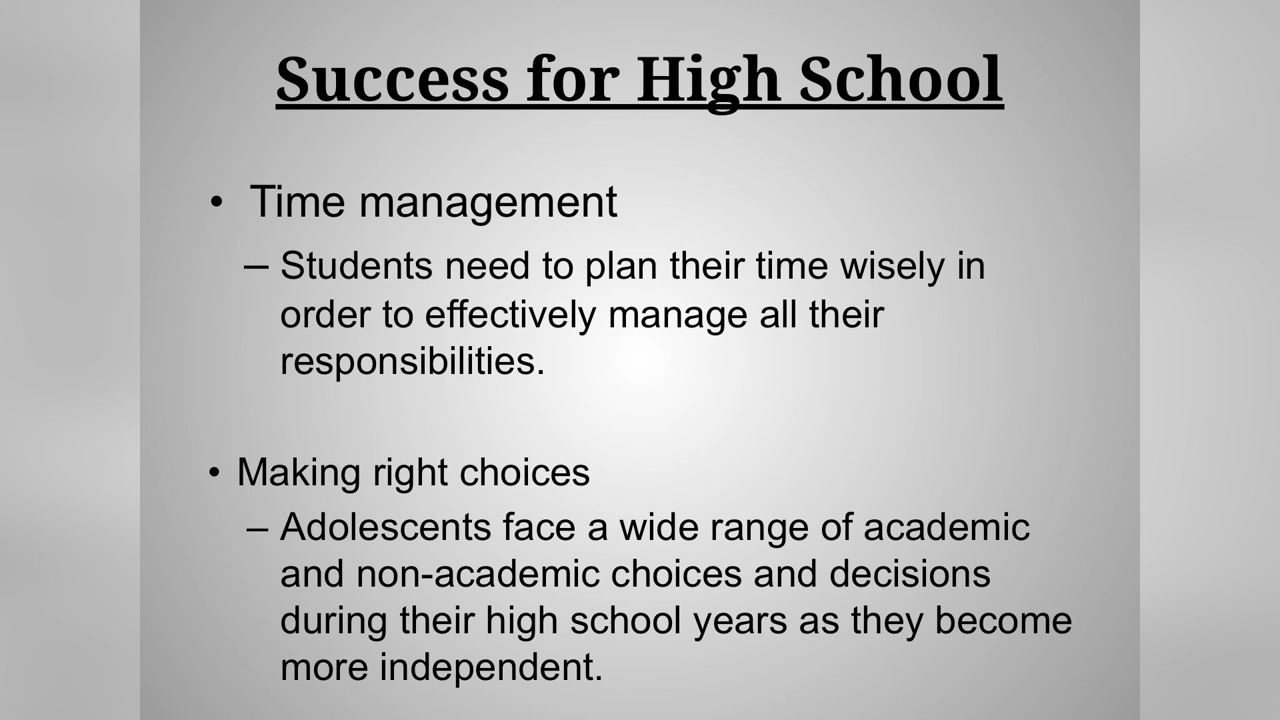 Success for High School
• Time management
– Students need to plan their time wisely in
order to effectively manage all their
responsibilities.
• Making right choices
– Adolescents face a wide range of academic
and non-academic choices and decisions
during their high school years as they become
more independent.